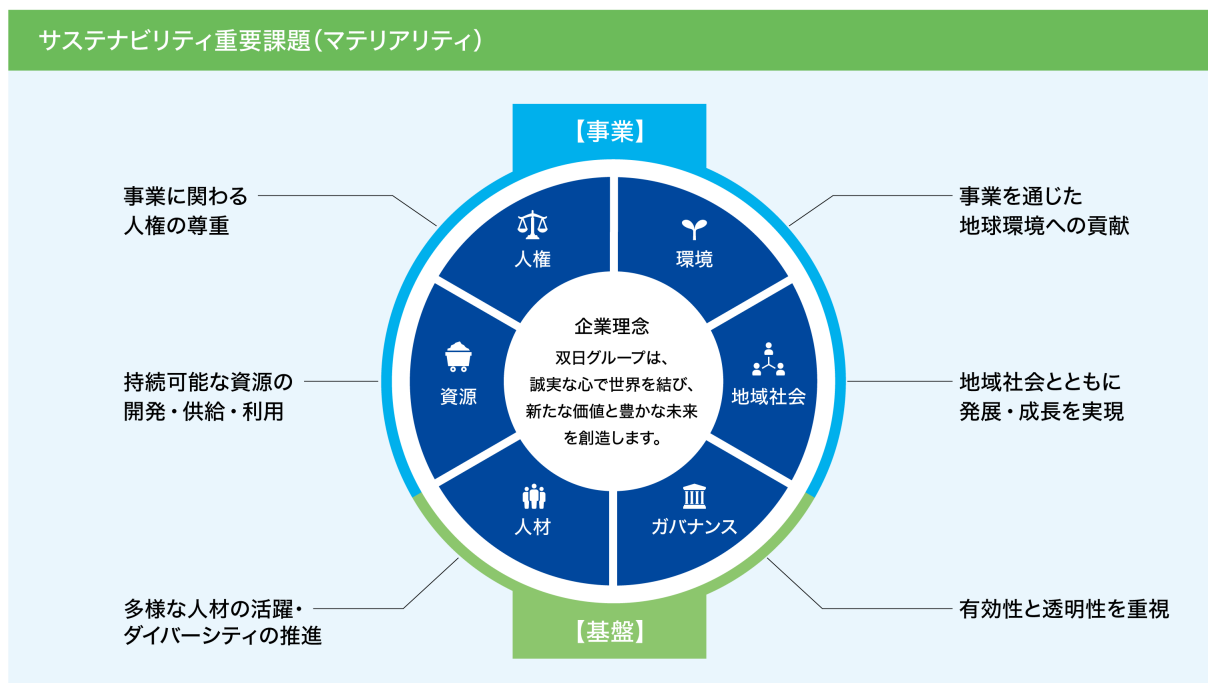 サステナビリティ重要課題（マテリアリティ）
【事業】
事業に関わる
人権の尊重
人権
環境
事業を通じた
地球環境への貢献
持続可能な資源の
開発・供給・利用
資源
企業理念
双日グループは、
誠実な心で世界を結び、
新たな価値と豊かな未来
を創造します。
地域社会
地域社会とともに
発展・成長を実現
人材
ガバナンス
多様な人材の活躍・
ダイバーシティの推進
【基盤】
有効性と透明性を重視